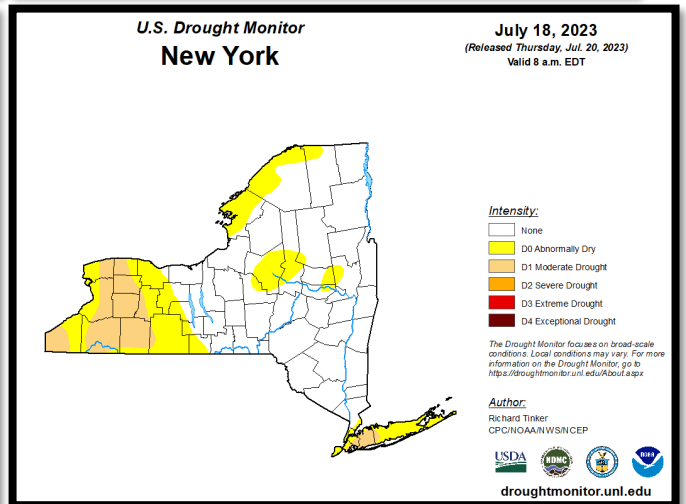 U.S. Drought Monitor
New York
July 18, 2023
(Released Thursday, Jul. 20, 2023)
Valid 8 a.m. EDT
Intensity:
None
D0 Abnormally Dry
D1 Moderate Drought
D2 Severe Drought
D3 Extreme Drought
D4 Exceptional Drought
The Drought Monitor focuses on broad-scale
conditions. Local conditions may vary. For more
information on the Drought Monitor, go to
https://droughtmonitor.unl.edu/About.aspx
Author:
Richard Tinker
CPC/NOAA/NWS/NCEP
USDA
NDMC
NOAA
droughtmonitor.unl.edu